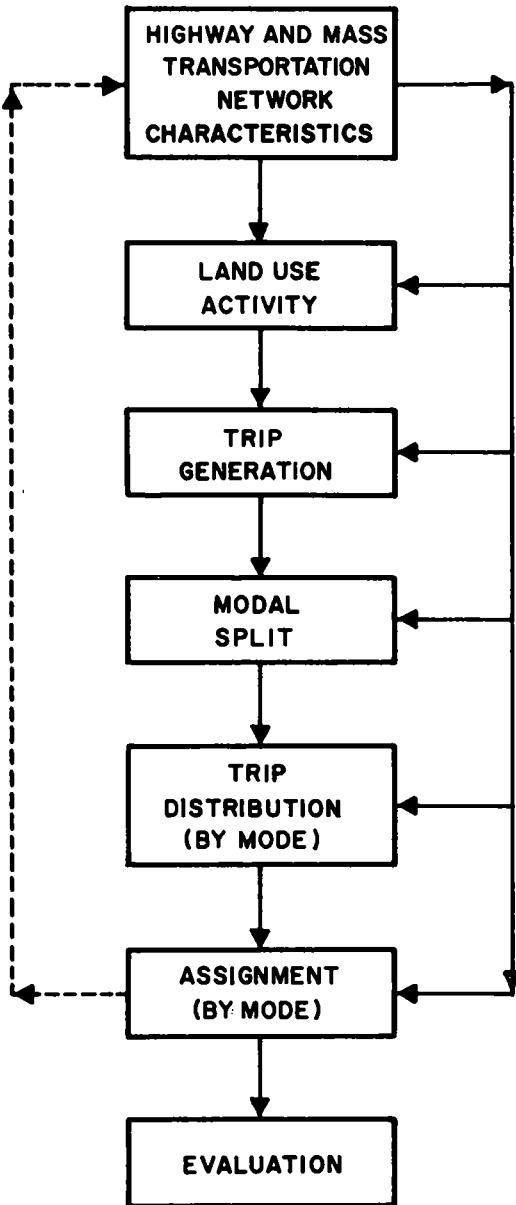 HIGHWAY AND MASS
TRANSPORTATION
NETWORK
CHARACTERISTICS
LAND USE
ACTIVITY
TRIP
GENERATION
MODAL
SPLIT
TRIP
DISTRIBUTION
(BY MODE)
ASSIGNMENT
(BY MODE)
EVALUATION